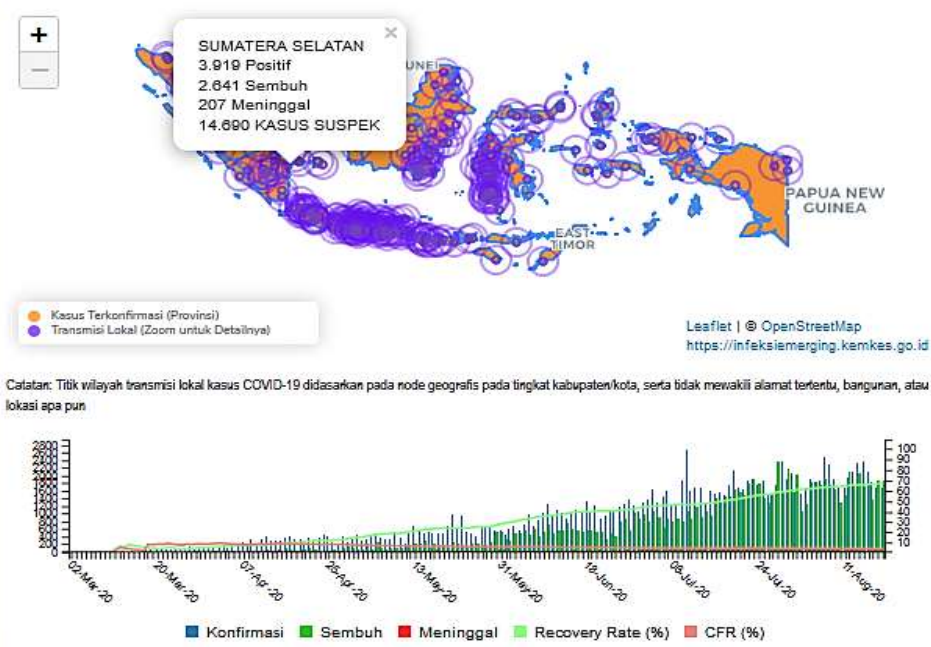 +
−
×
SUMATERA SELATAN
3.919 Positif
2.641 Sembuh
207 Meninggal
14.690 KASUS SUSPEK
UNEI
PAPUA NEW
GUINEA
EAST
TIMOR
Kasus Terkonfirmasi (Provinsi)
Transmisi Lokal (Zoom untuk Detailnya)
Leaflet | © OpenStreetMap
https://infeksiemerging.kemkes.go.id
Catatan: Titik wilayah transmisi lokal kasus COVID-19 didasarkan pada node geografis pada tingkat kabupaten/kota, serta tidak mewakili alamat tertentu, bangunan, atau
lokasi apa pun
100
90
80
70
60
50
40
30
20
10
02-Mar-20
20-Mar-20
07-Apr-20
25-Apr-20
13-May-20
31-May-20
18-Jun-20
06-Jul-20
24-Jul-20
11-Aug-20
Konfirmasi Sembuh Meninggal Recovery Rate (%) CFR (%)